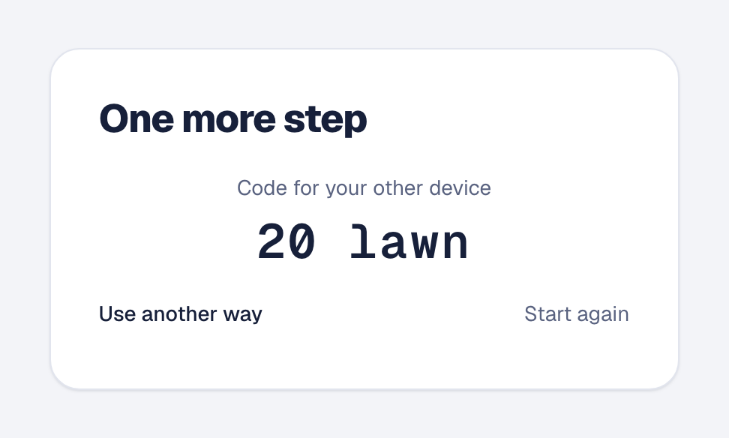 One more step
Code for your other device
20 lawn
Use another way
Start again